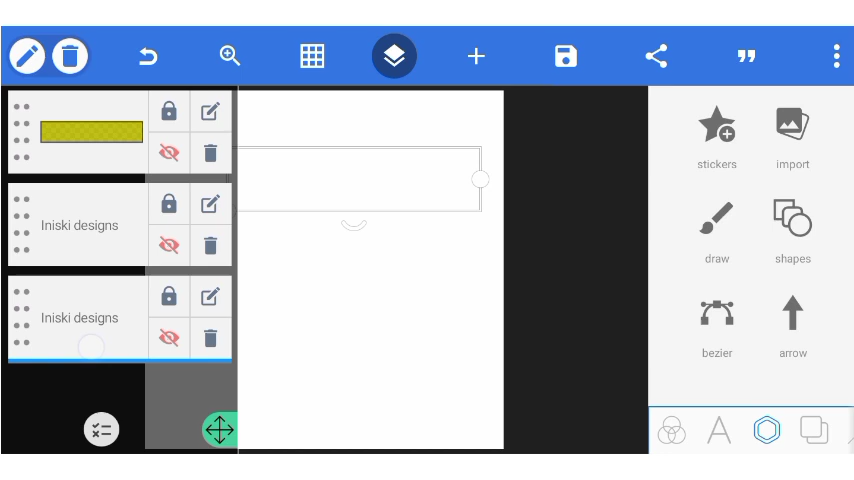 stickers
import
Iniski designs
draw
shapes
Iniski designs
bezier
arrow